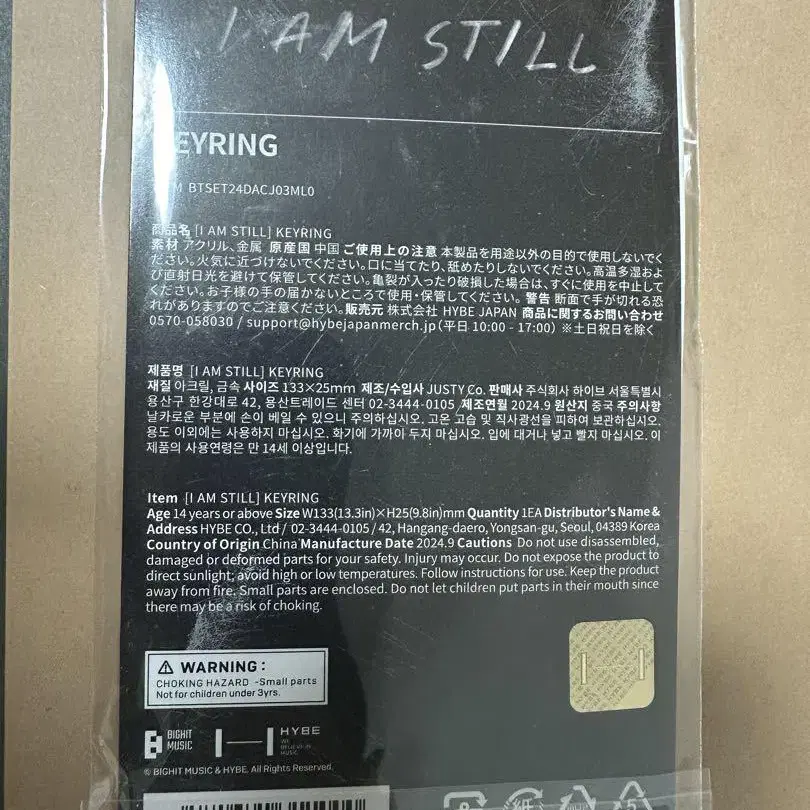 I AM STILL
EYRING
M BTSET24DACJ03ML0
商品名 [I AM STILL] KEYRING
素材 アクリル、金属 原産国 中国 ご使用上の注意 本製品を用途以外の目的で使用しないでく
ださい。火気に近づけないでください。口に当てたり、舐めたりしないでください。高温多湿およ
び直射日光を避けて保管してください。亀裂が入ったり破損した場合は、すぐに使用を中止して
ください。お子様の手の届かないところで使用・保管してください。警告 断面で手が切れる恐
れがありますのでご注意ください。販売元 株式会社 HYBE JAPAN 商品に関するお問い合わせ
0570-058030 / support@hybejapanmerch.jp(平日 10:00 - 17:00) ※土日祝日を除く
제품명 [I AM STILL] KEYRING
재질 아크릴, 금속 사이즈 133×25mm 제조/수입사 JUSTY Co. 판매사 주식회사 하이브 서울특별시
용산구 한강대로 42, 용산트레이드 센터 02-3444-0105 제조연월 2024.9 원산지 중국 주의사항
날카로운 부분에 손이 베일 수 있으니 주의하십시오. 고온 고습 및 직사광선을 피하여 보관하십시오.
용도 이외에는 사용하지 마십시오. 화기에 가까이 두지 마십시오. 입에 대거나 넣고 빨지 마십시오. 이
제품의 사용연령은 만 14세 이상입니다.
Item [I AM STILL] KEYRING
Age 14 years or above Size W133(13.3in)×H25(9.8in)mm Quantity 1EA Distributor's Name &
Address HYBE CO., Ltd / 02-3444-0105 / 42, Hangang-daero, Yongsan-gu, Seoul, 04389 Korea
Country of Origin China Manufacture Date 2024.9 Cautions Do not use disassembled,
damaged or deformed parts for your safety. Injury may occur. Do not expose the product to
direct sunlight; avoid high or low temperatures. Follow instructions for use. Keep the product
away from fire. Small parts are enclosed. Do not let children put parts in their mouth since
there may be a risk of choking.
WARNING :
CHOKING HAZARD -Small parts
Not for children under 3yrs.
BIGHIT
MUSIC
HYBE
WE
BELIEVE IN
MUSIC
© BIGHIT MUSIC & HYBE. All Rights Reserved.
紙